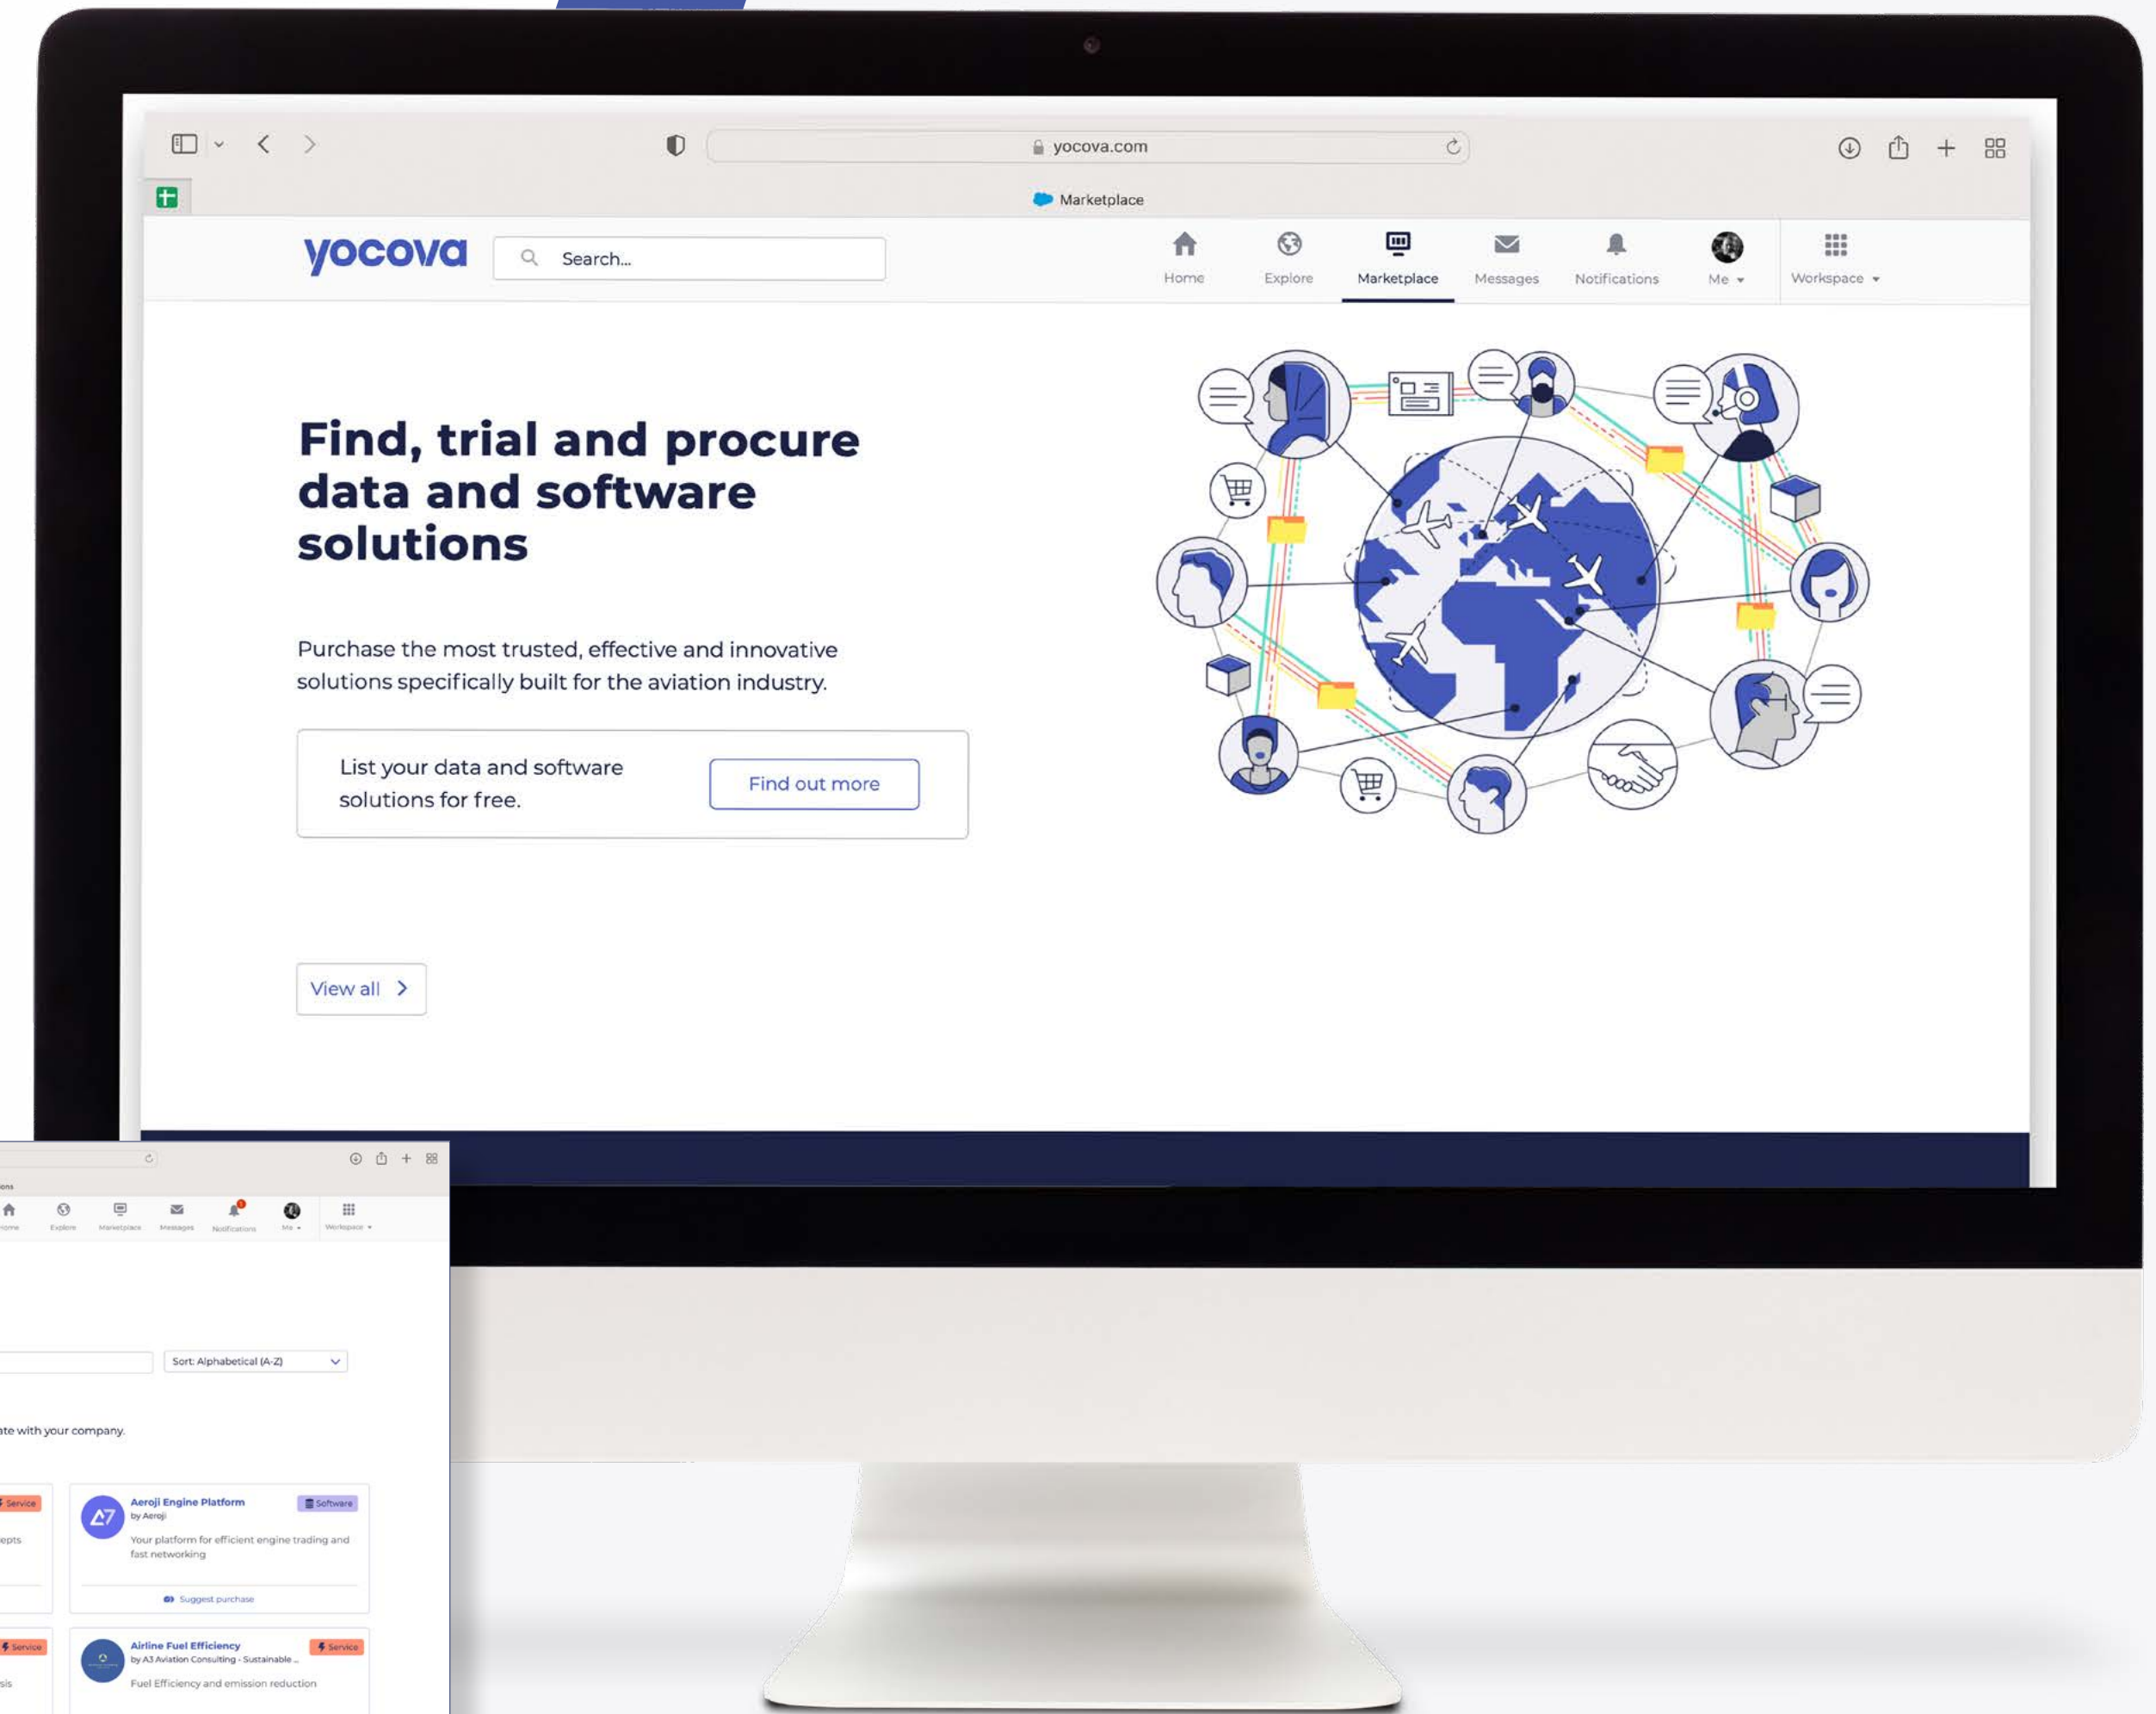 yocova.com
Marketplace
yocova
Search...
Home
Explore
Marketplace
Messages
Notifications
Me
Workspace
Find, trial and procure
data and software
solutions
Purchase the most trusted, effective and innovative
solutions specifically built for the aviation industry.
List your data and software
solutions for free.
Find out more
View all
Explore
Marketplace
Messages
Notifications
1
Me
Workspace
Sort: Alphabetical (A-Z)
with your company.
Service
Aeroji Engine Platform
Software
by Aeroji
Your platform for efficient engine trading and
fast networking
Suggest purchase
Service
Airline Fuel Efficiency
Service
by A3 Aviation Consulting - Sustainable ...
Fuel Efficiency and emission reduction